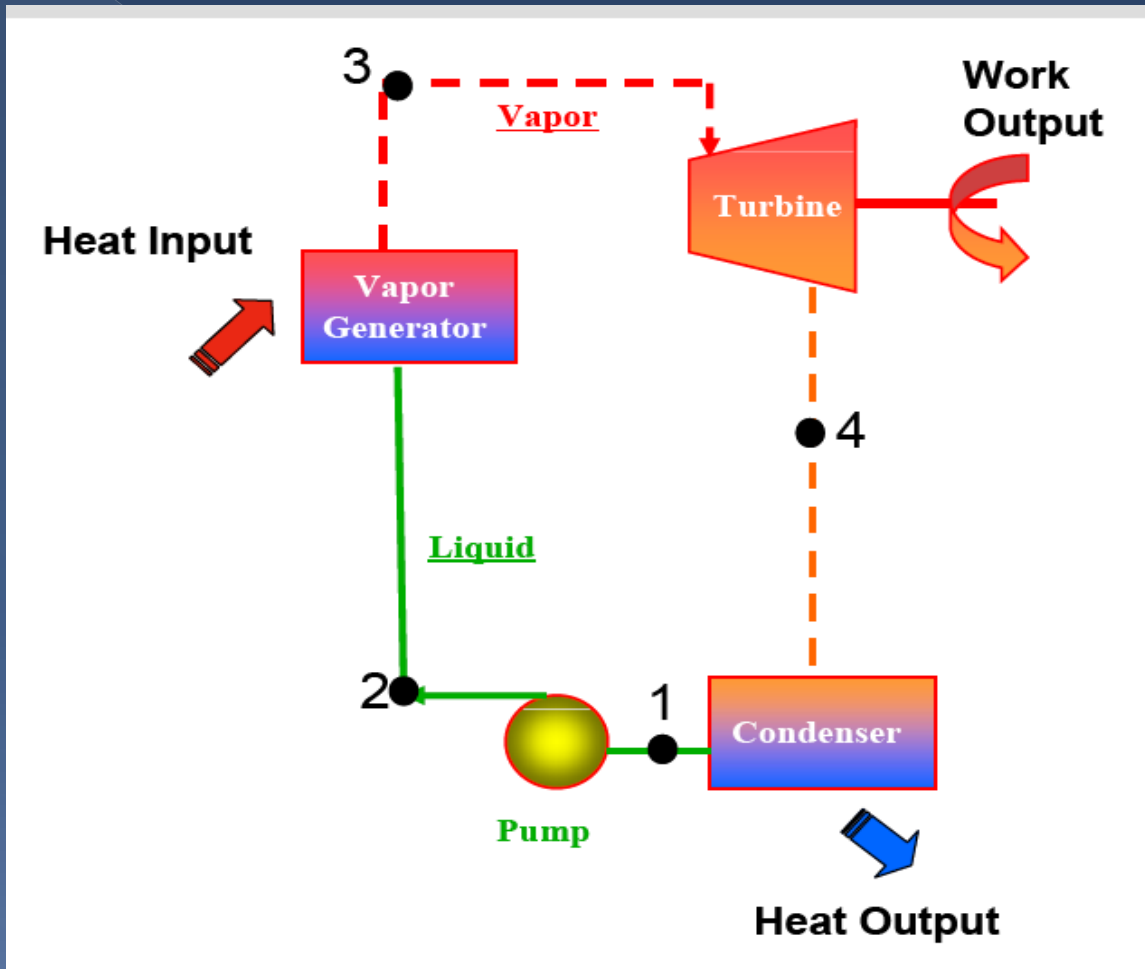 3
Vapor
Work
Output
Turbine
Heat Input
Vapor
Generator
4
Liquid
2
1
Condenser
Pump
Heat Output